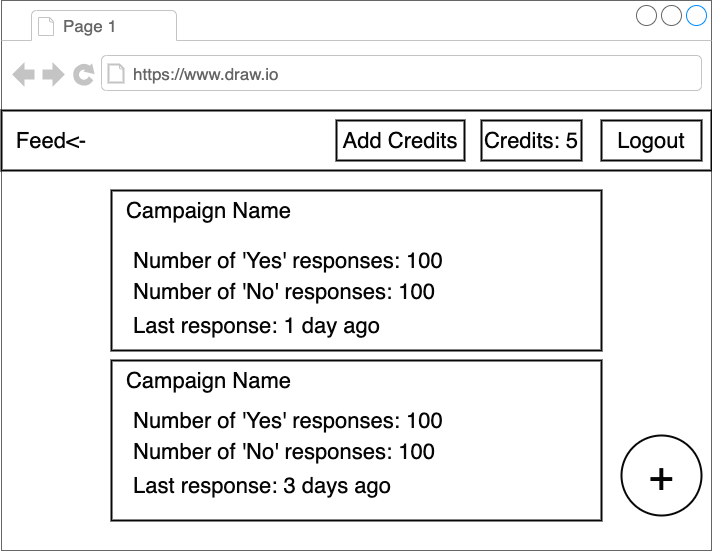 Page 1
https://www.draw.io
Feed<- Add Credits Credits: 5 Logout
Campaign Name
Number of 'Yes' responses: 100
Number of 'No' responses: 100
Last response: 1 day ago
Campaign Name
Number of 'Yes' responses: 100
Number of 'No' responses: 100
Last response: 3 days ago
+